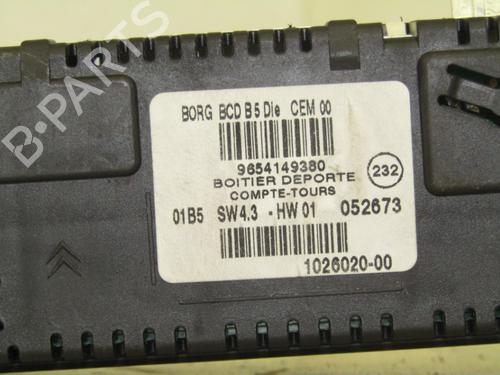 BORG BCD B5 Die CEM 00
9654149380
BOITIER DEPORTE
COMPTE-TOURS
232
01B5 SW4.3 - HW 01 052673
1026020-00
B-PARTS